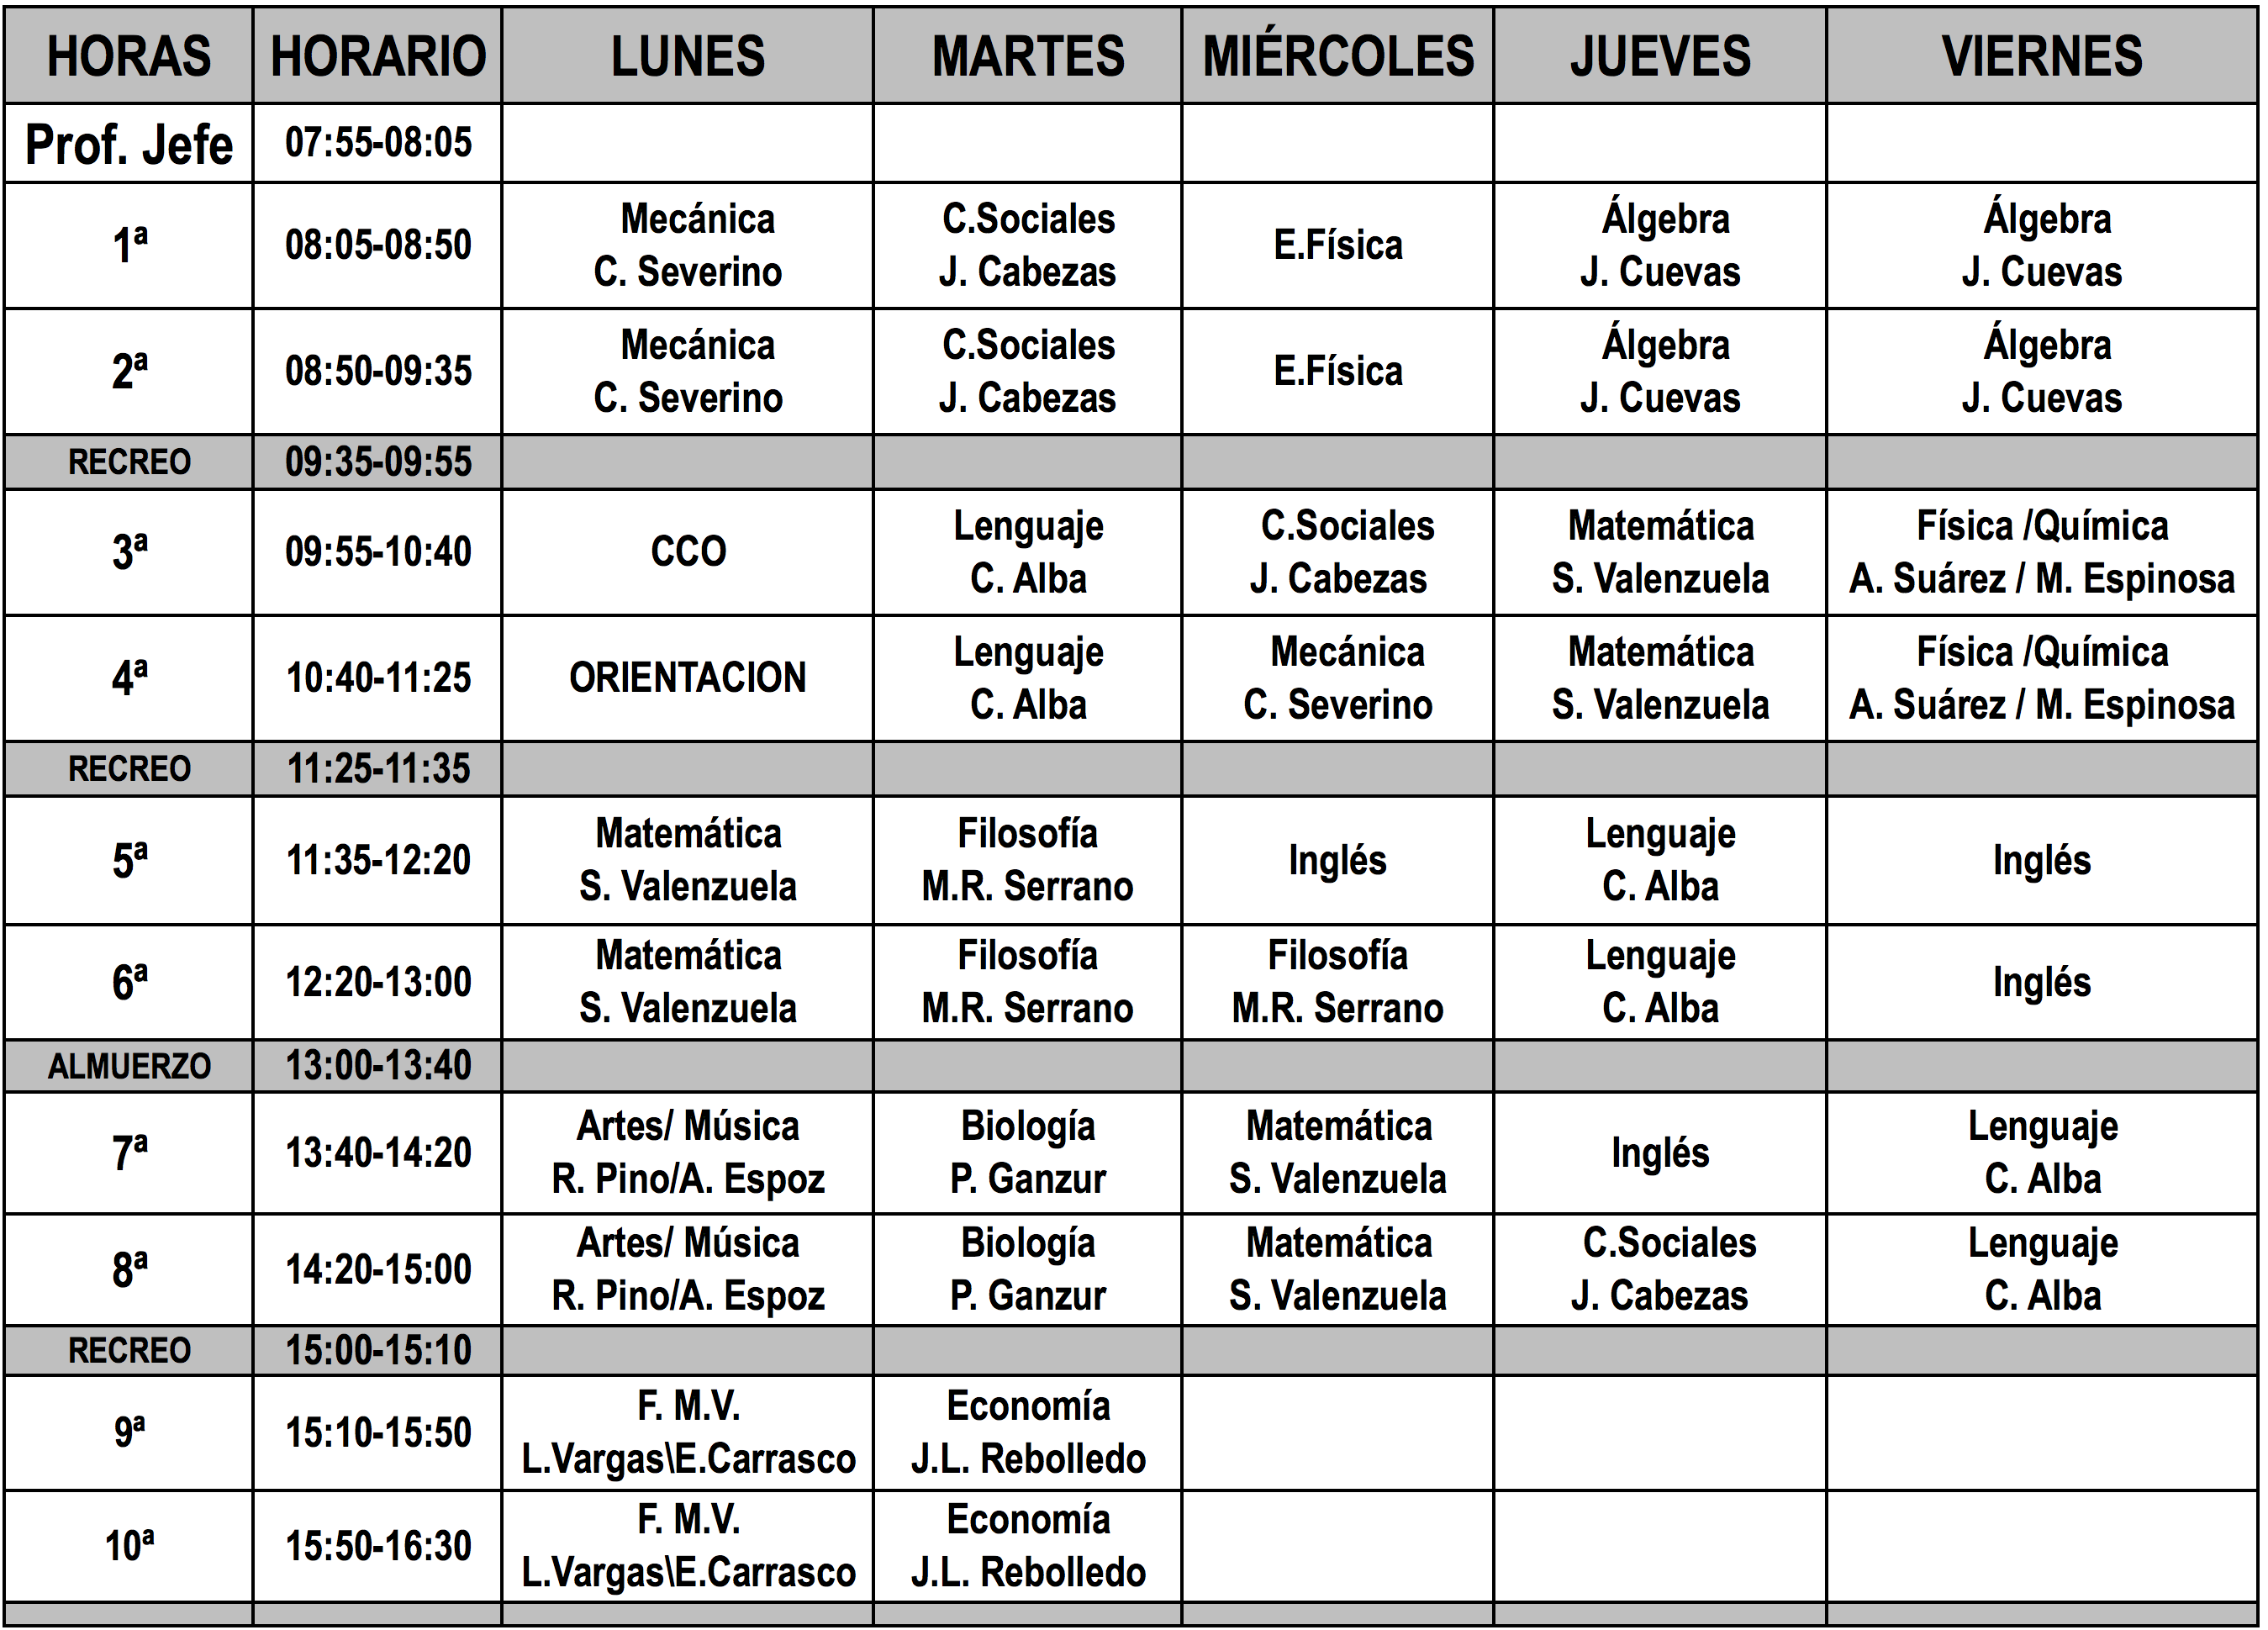 HORAS HORARIO LUNES MARTES MIÉRCOLES JUEVES VIERNES
Prof. Jefe 07:55-08:05
1ª 08:05-08:50 Mecánica C. Severino C.Sociales J. Cabezas E.Física Álgebra J. Cuevas Álgebra J. Cuevas
2ª 08:50-09:35 Mecánica C. Severino C.Sociales J. Cabezas E.Física Álgebra J. Cuevas Álgebra J. Cuevas
RECREO 09:35-09:55
3ª 09:55-10:40 CCO Lenguaje C. Alba C.Sociales J. Cabezas Matemática S. Valenzuela Física /Química A. Suárez / M. Espinosa
4ª 10:40-11:25 ORIENTACION Lenguaje C. Alba Mecánica C. Severino Matemática S. Valenzuela Física /Química A. Suárez / M. Espinosa
RECREO 11:25-11:35
5ª 11:35-12:20 Matemática S. Valenzuela Filosofía M.R. Serrano Inglés Lenguaje C. Alba Inglés
6ª 12:20-13:00 Matemática S. Valenzuela Filosofía M.R. Serrano Filosofía M.R. Serrano Lenguaje C. Alba Inglés
ALMUERZO 13:00-13:40
7ª 13:40-14:20 Artes/ Música R. Pino/A. Espoz Biología P. Ganzur Matemática S. Valenzuela Inglés Lenguaje C. Alba
8ª 14:20-15:00 Artes/ Música R. Pino/A. Espoz Biología P. Ganzur Matemática S. Valenzuela C.Sociales J. Cabezas Lenguaje C. Alba
RECREO 15:00-15:10
9ª 15:10-15:50 F. M.V. L.Vargas\E.Carrasco Economía J.L. Rebolledo
10ª 15:50-16:30 F. M.V. L.Vargas\E.Carrasco Economía J.L. Rebolledo